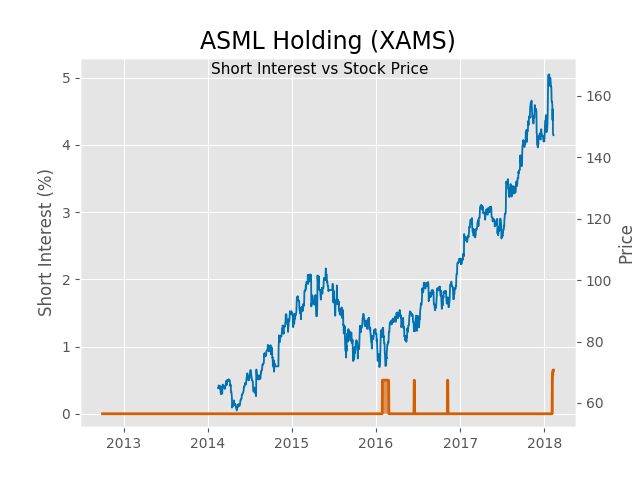 ASML Holding (XAMS)
Short Interest vs Stock Price
Short Interest (%)
5
4
3
2
1
0
160
140
120
100
80
60
Price
2013 2014 2015 2016 2017 2018